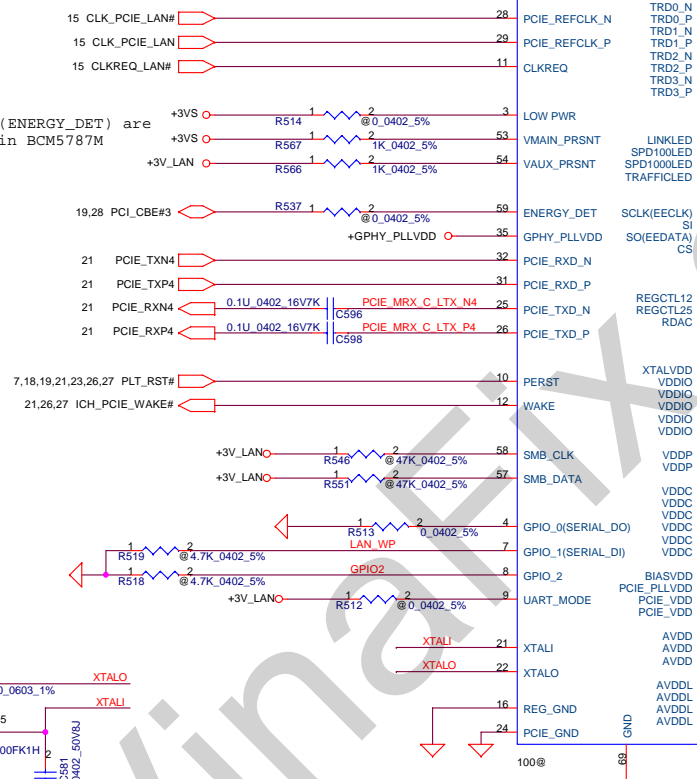 TRD0_N
15 CLK_PCIE_LAN# 28 PCIE_REFCLK_N TRD0_P
TRD1_N
15 CLK_PCIE_LAN 29 PCIE_REFCLK_P TRD1_P
TRD2_N
15 CLKREQ_LAN# 11 CLKREQ TRD2_P
TRD3_N
TRD3_P
+3VS R514 1 2 @0_0402_5% 3 LOW PWR
(ENERGY_DET) are
in BCM5787M
+3VS R567 1 2 1K_0402_5% 53 VMAIN_PRSNT LINKLED
SPD100LED
+3V_LAN R566 1 2 1K_0402_5% 54 VAUX_PRSNT SPD1000LED
TRAFFICLED
19,28 PCI_CBE#3 R537 1 2 @0_0402_5% 59 ENERGY_DET SCLK(EECLK)
SI
+GPHY_PLLVDD 35 GPHY_PLLVDD SO(EEDATA)
CS
21 PCIE_TXN4 32 PCIE_RXD_N
21 PCIE_TXP4 31 PCIE_RXD_P
REGCTL12
21 PCIE_RXN4 0.1U_0402_16V7K C596 PCIE_MRX_C_LTX_N4 25 PCIE_TXD_N REGCTL25
RDAC
21 PCIE_RXP4 0.1U_0402_16V7K C598 PCIE_MRX_C_LTX_P4 26 PCIE_TXD_P
XTALVDD
7,18,19,21,23,26,27 PLT_RST# 10 PERST VDDIO
VDDIO
21,26,27 ICH_PCIE_WAKE# 12 WAKE VDDIO
VDDIO
VDDIO
+3V_LAN R546 1 2 @47K_0402_5% 58 SMB_CLK VDDP
VDDP
+3V_LAN R551 1 2 @47K_0402_5% 57 SMB_DATA
VDDC
VDDC
VDDC
R513 1 2 0_0402_5% 4 GPIO_0(SERIAL_DO) VDDC
VDDC
R519 1 2 @4.7K_0402_5% LAN_WP 7 GPIO_1(SERIAL_DI) VDDC
R518 1 2 @4.7K_0402_5% GPIO2 8 GPIO_2 BIASVDD
PCIE_PLLVDD
+3V_LAN R512 1 2 @0_0402_5% 9 UART_MODE PCIE_VDD
PCIE_VDD
AVDD
XTALI 21 XTALI AVDD
AVDD
XTALO 22 XTALO
XTALO
0_0603_1%
AVDDL
AVDDL
XTALI 16 REG_GND AVDDL
AVDDL
5
24 PCIE_GND GND
00FK1H 2
C581
0402_50V8J
100@ 69
VinaFix